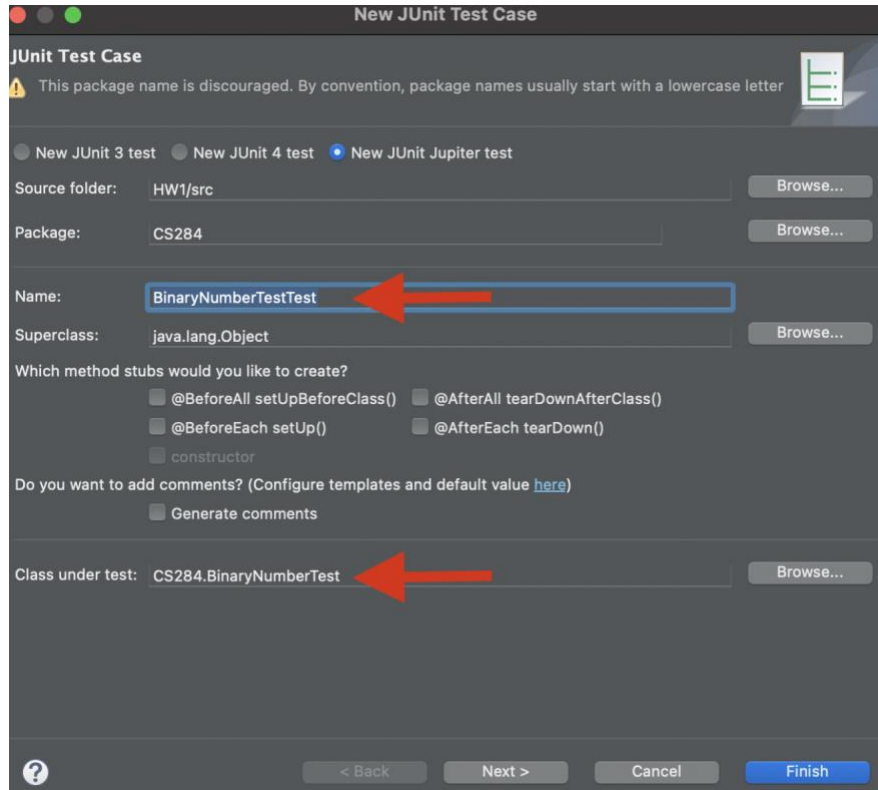 New JUnit Test Case
JUnit Test Case
This package name is discouraged. By convention, package names usually start with a lowercase letter
New JUnit 3 test New JUnit 4 test New JUnit Jupiter test
Source folder: HW1/src Browse...
Package: CS284 Browse...
Name: BinaryNumberTestTest
Superclass: java.lang.Object Browse...
Which method stubs would you like to create?
@BeforeAll setUpBeforeClass() @AfterAll tearDownAfterClass()
@BeforeEach setUp() @AfterEach tearDown()
constructor
Do you want to add comments? (Configure templates and default value here)
Generate comments
Class under test: CS284.BinaryNumberTest Browse...
? < Back Next > Cancel Finish